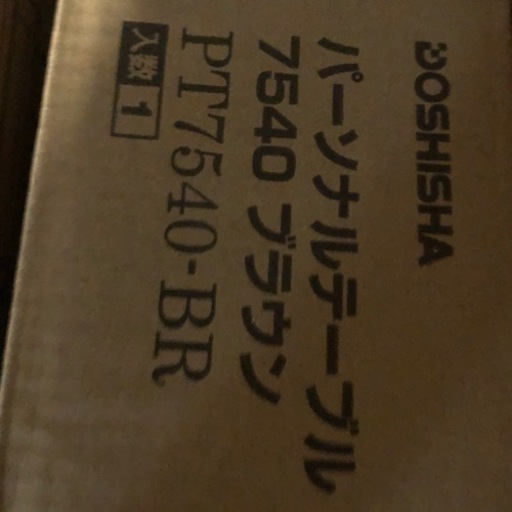 DOSHISHA
パーソナルテーブル
7540 ブラウン
PT7540-BR
入数 1